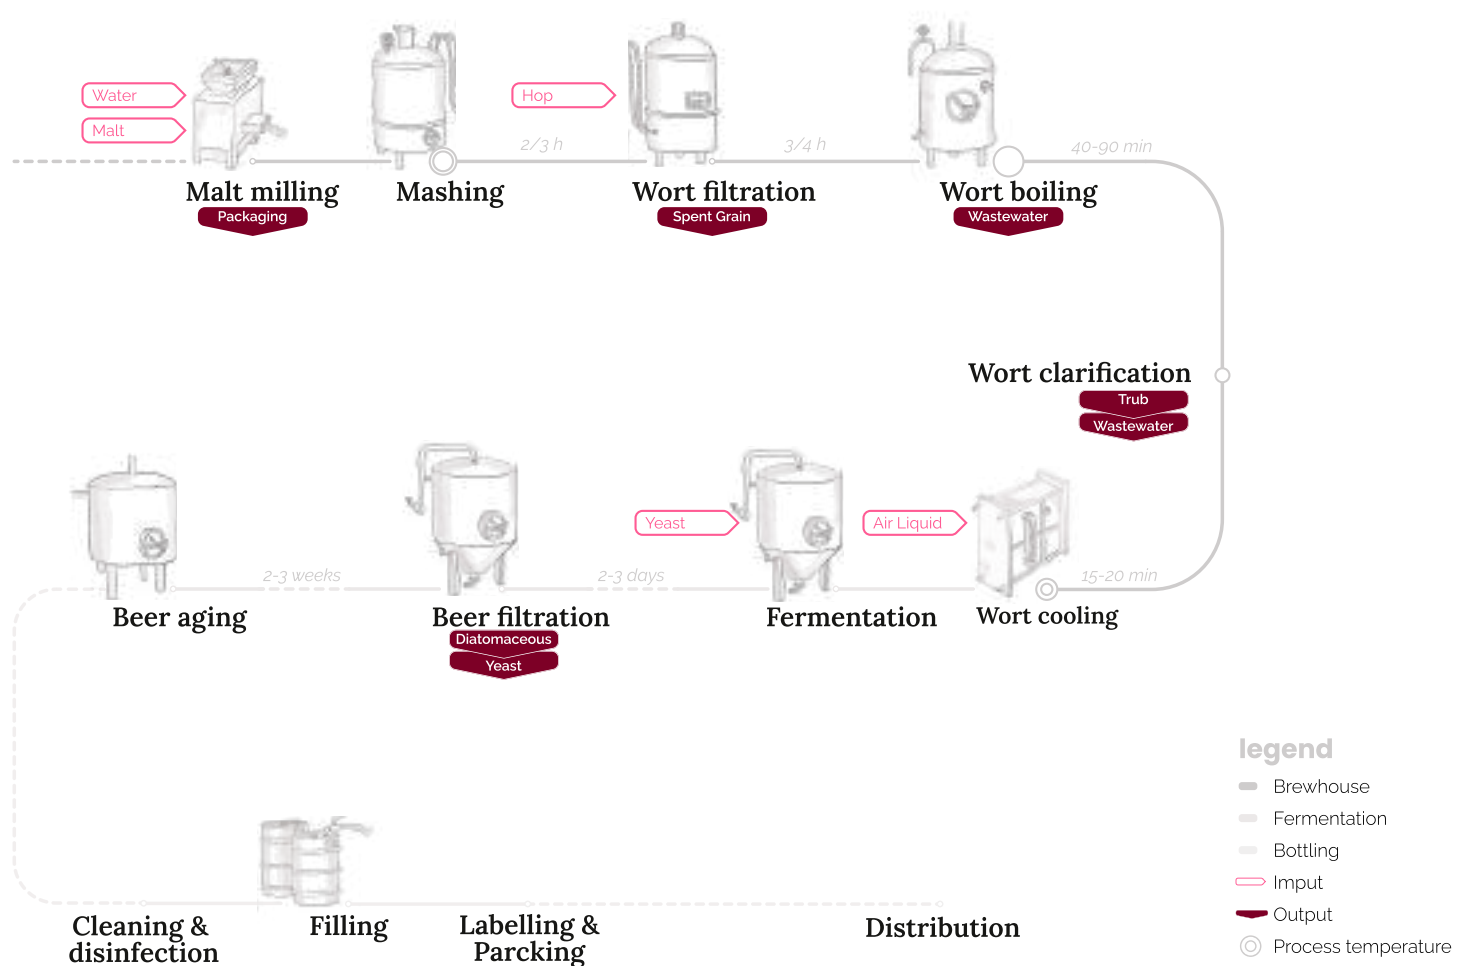 Water
Malt
Hop
2/3 h
3/4 h
40-90 min
Malt milling
Mashing
Wort filtration
Wort boiling
Packaging
Spent Grain
Wastewater
Wort clarification
Trub
Wastewater
Yeast
Air Liquid
2-3 weeks
2-3 days
15-20 min
Beer aging
Beer filtration
Fermentation
Wort cooling
Diatomaceous
Yeast
legend
Brewhouse
Fermentation
Bottling
Imput
Output
Process temperature
Cleaning &
disinfection
Filling
Labelling &
Parcking
Distribution